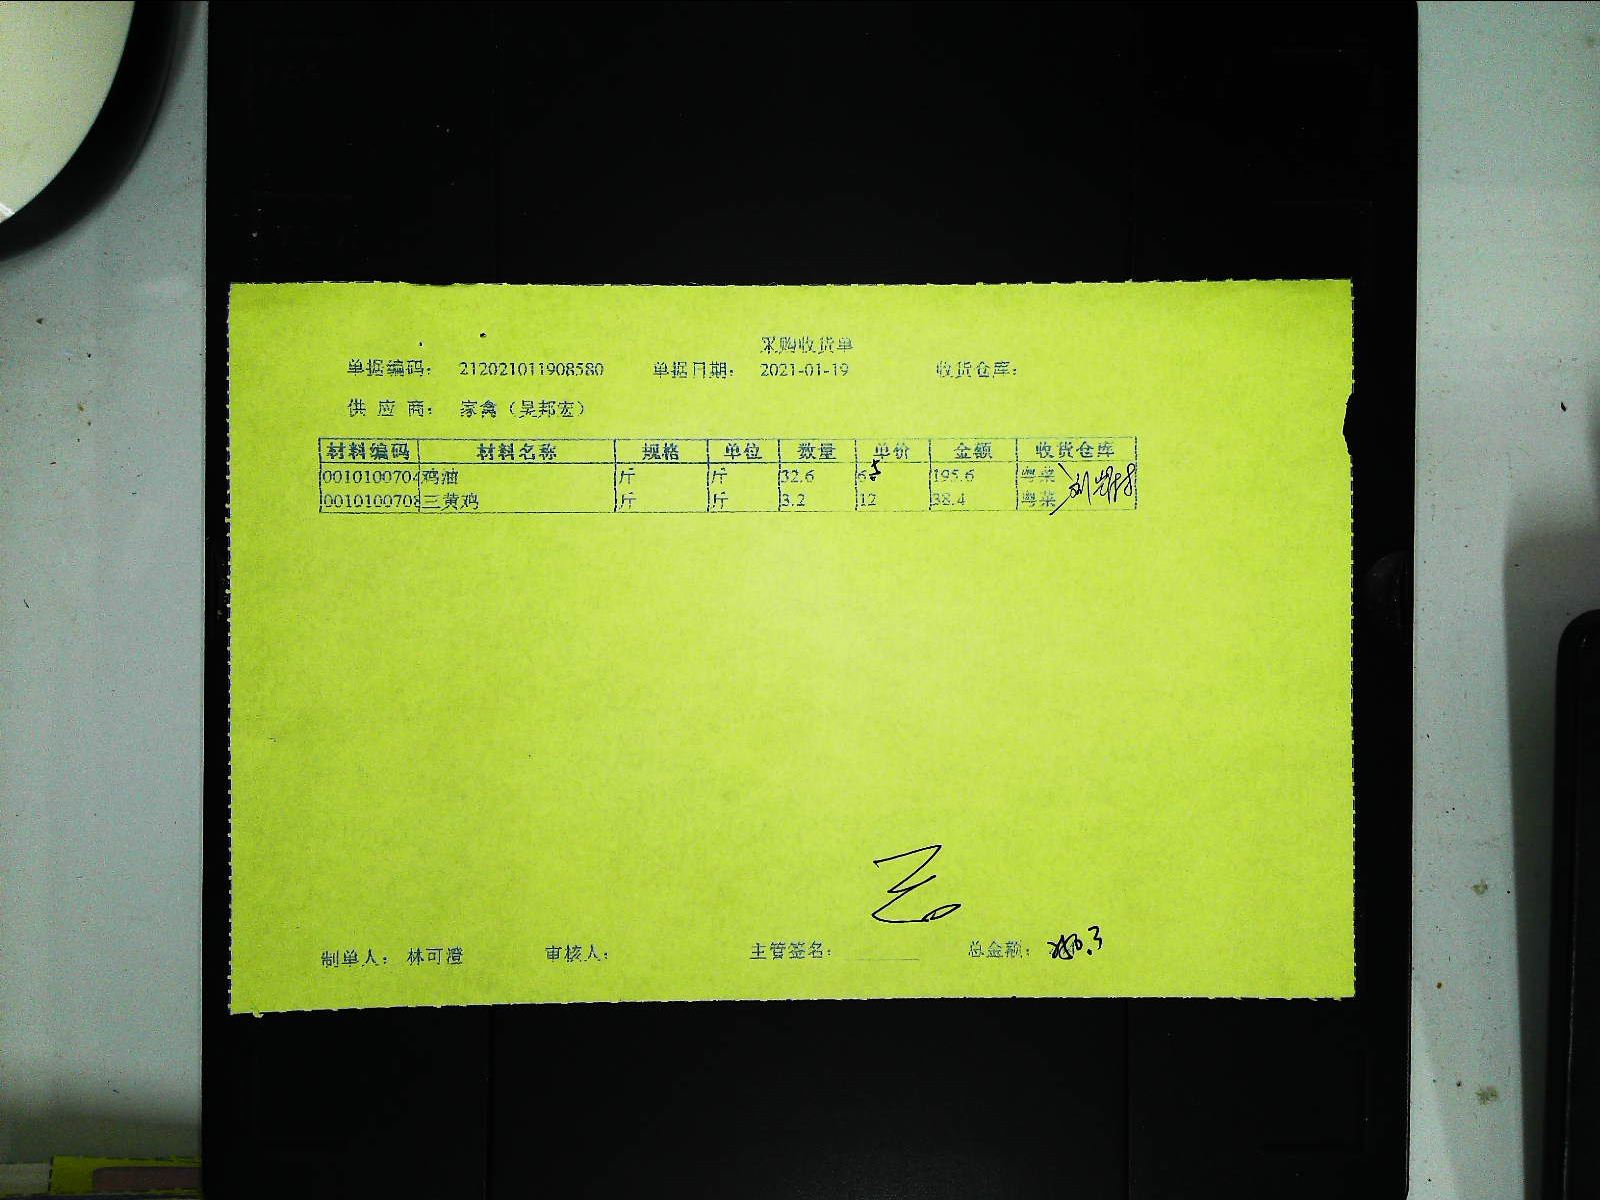 采购收货单
单据编码： 212021011908580 单据日期： 2021-01-19 收货仓库：
供 应 商： 家禽（吴邦宏）
材料编码 材料名称 规格 单位 数量 单价 金额 收货仓库
0010100704 鸡油 斤 斤 32.6 6 5 195.6 粤菜
0010100708 三黄鸡 斤 斤 3.2 12 38.4 粤菜
制单人： 林可澄 审核人： 主管签名： 总金额：